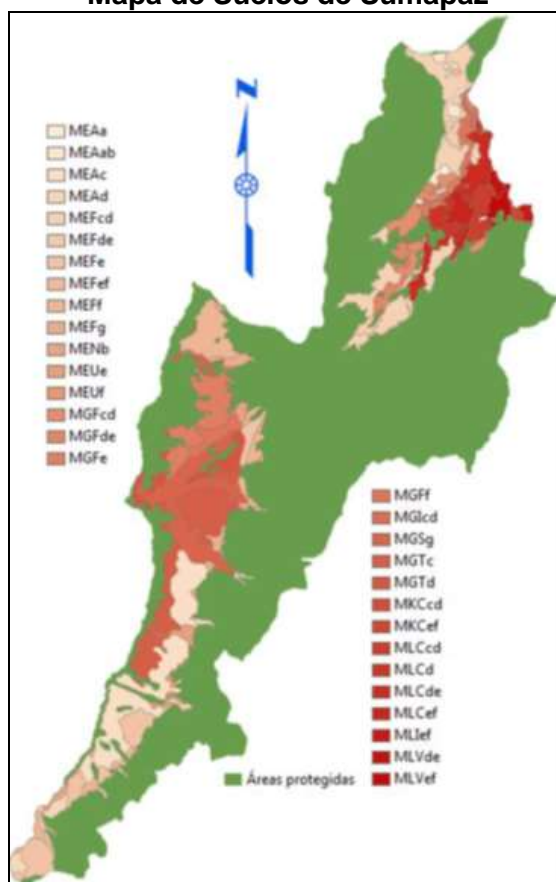 Mapa de Suelos de Sumapaz
N
MEAa
MEAab
MEAc
MEAd
MEFcd
MEFde
MEFe
MEFef
MEFf
MEFg
MENb
MEUe
MEUf
MGFcd
MGFde
MGFe
MGFf
MGIcd
MGSg
MGTc
MGTd
MKCcd
MKCef
MLCcd
MLCd
MLCde
MLCef
MLIef
MLVde
MLVef
Áreas protegidas